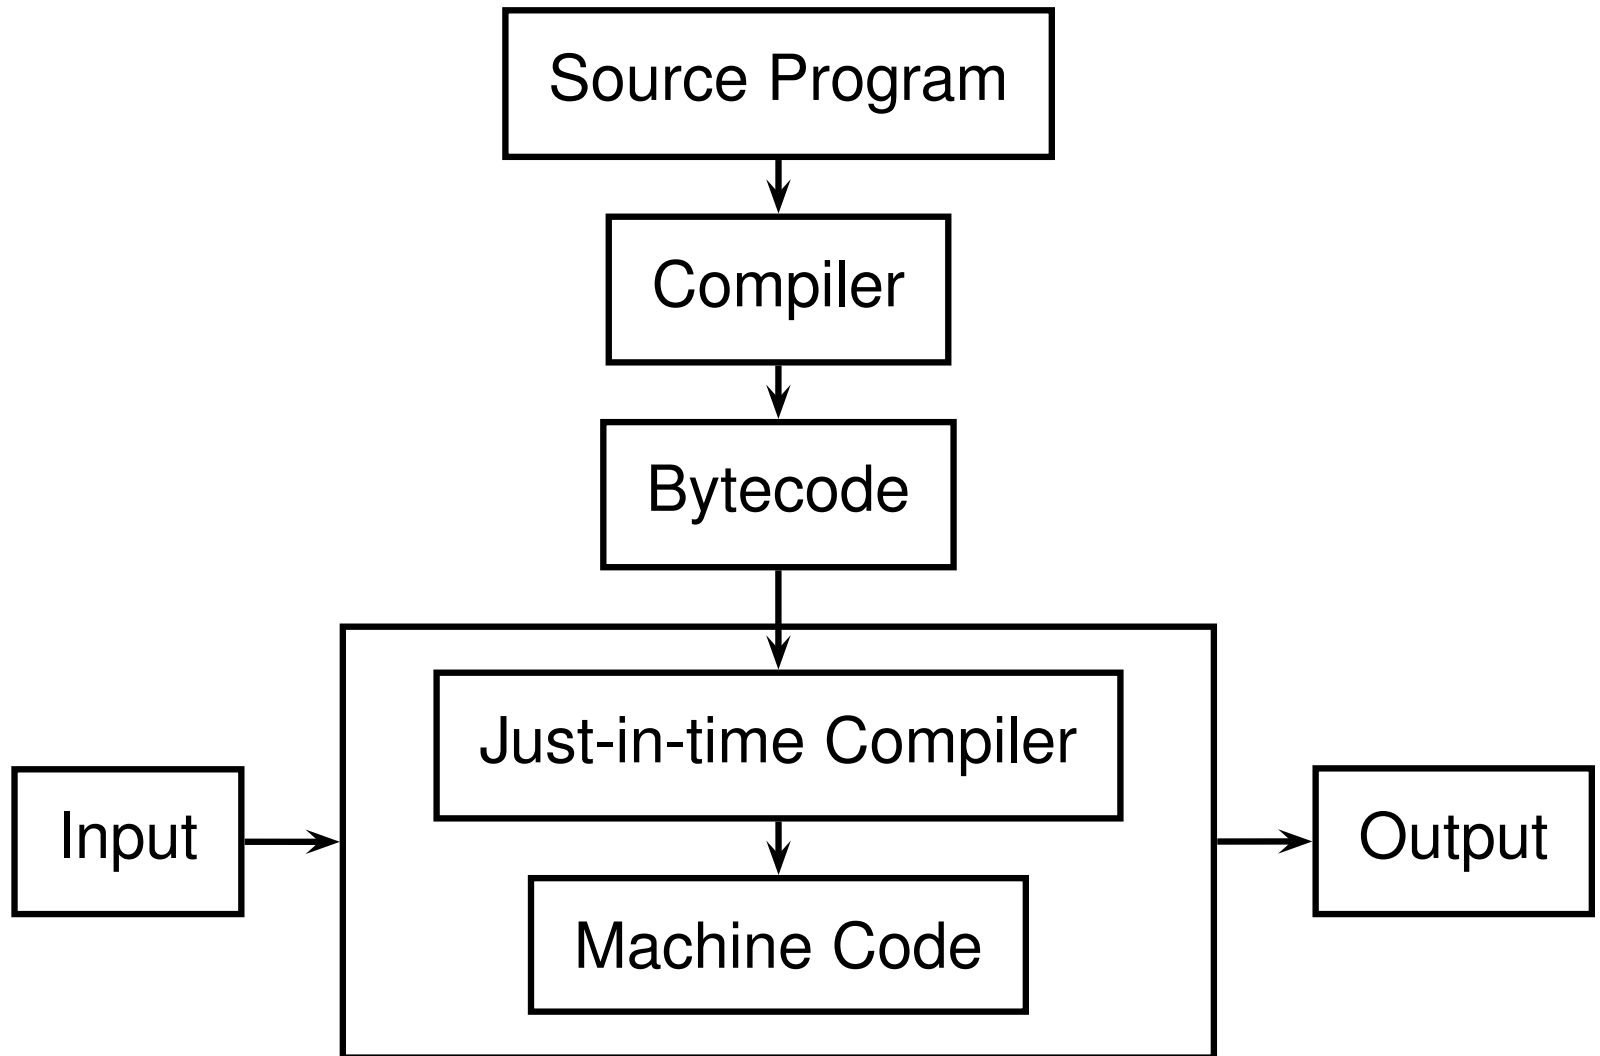 Source Program
Compiler
Bytecode
Just-in-time Compiler
Input
Output
Machine Code